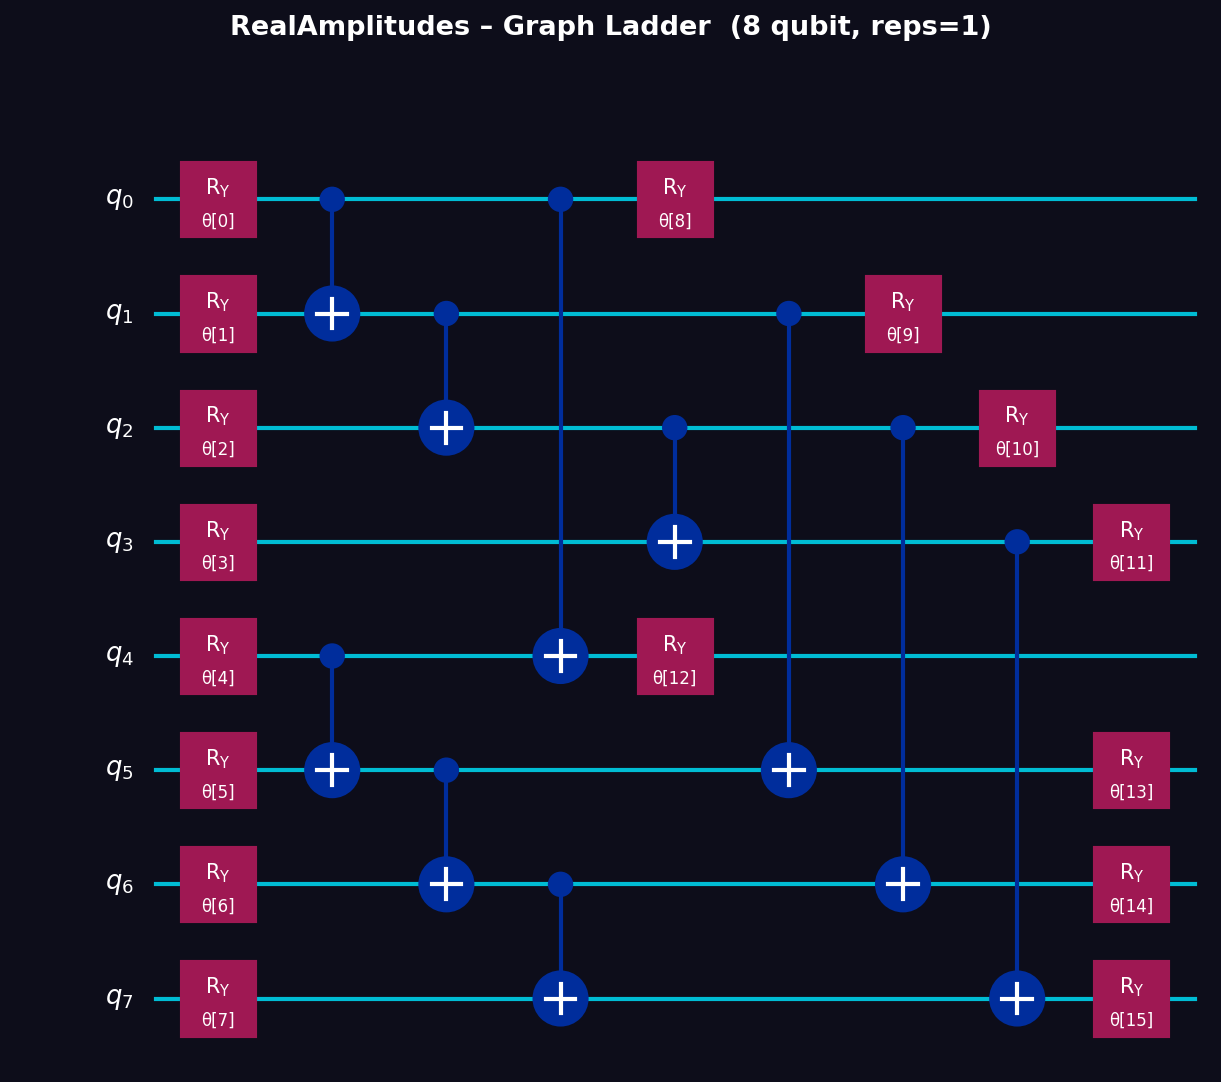 RealAmplitudes – Graph Ladder (8 qubit, reps=1)
q0
RY
θ[0]
RY
θ[8]
q1
RY
θ[1]
RY
θ[9]
q2
RY
θ[2]
RY
θ[10]
q3
RY
θ[3]
RY
θ[11]
q4
RY
θ[4]
RY
θ[12]
q5
RY
θ[5]
RY
θ[13]
q6
RY
θ[6]
RY
θ[14]
q7
RY
θ[7]
RY
θ[15]